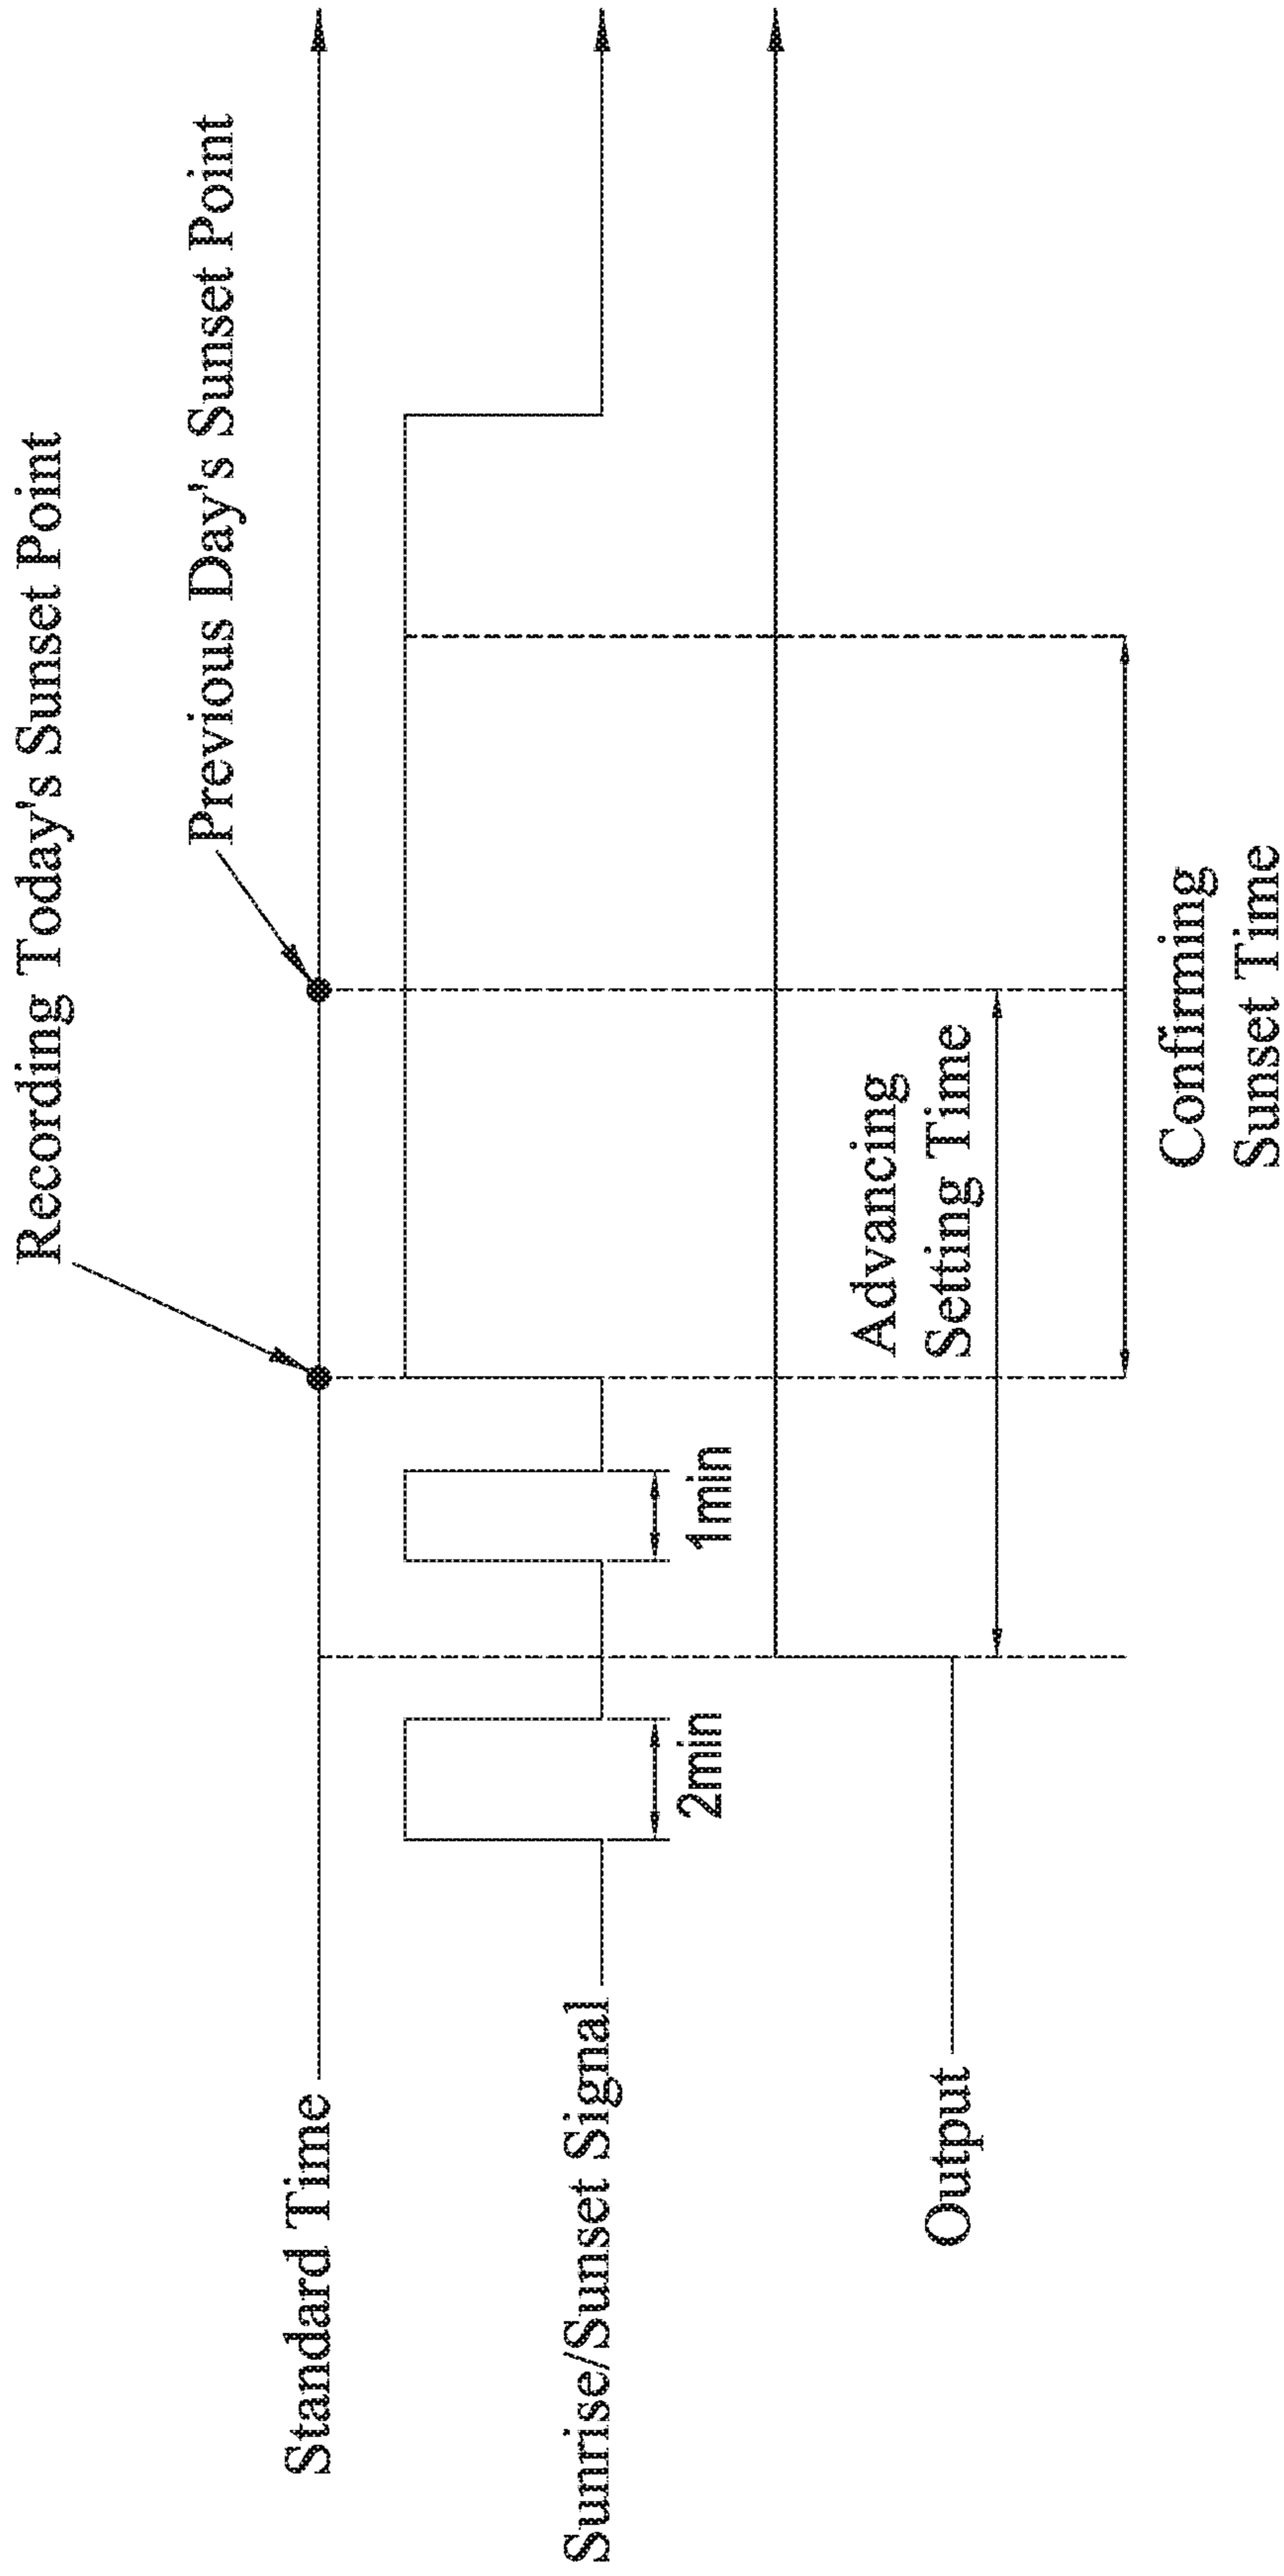 Recording Today's Sunset Point
Previous Day's Sunset Point
Standard Time
Sunrise/Sunset Signal
2min
1min
Advancing
Setting Time
Output
Confirming
Sunset Time